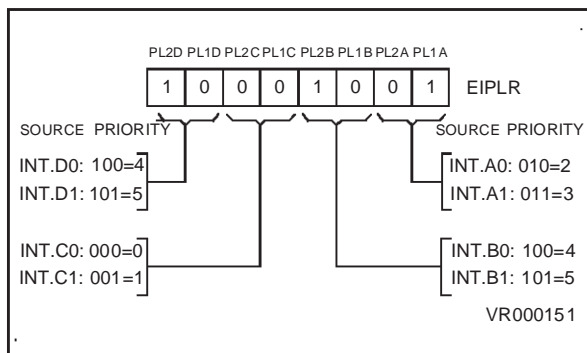 PL2D PL1D PL2C PL1C PL2B PL1B PL2A PL1A
1 0 0 0 1 0 0 1 EIPLR
SOURCE PRIORITY
INT.D0: 100=4
INT.D1: 101=5
INT.C0: 000=0
INT.C1: 001=1
SOURCE PRIORITY
INT.A0: 010=2
INT.A1: 011=3
INT.B0: 100=4
INT.B1: 101=5
VR000151